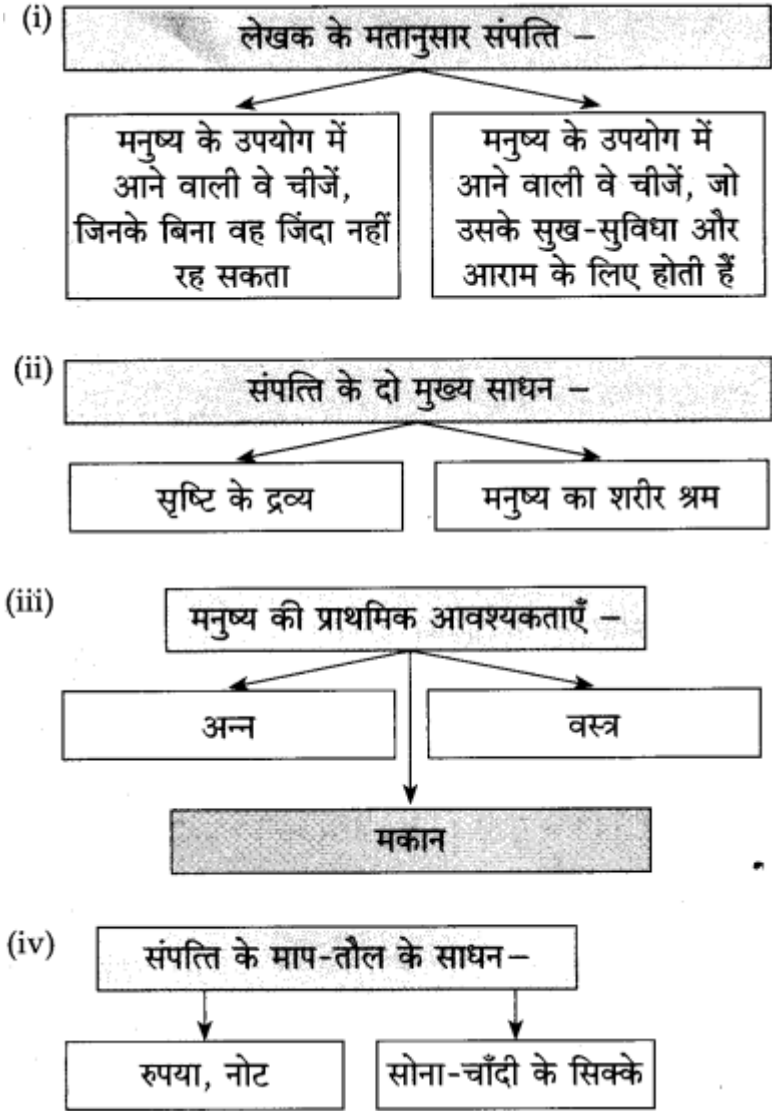 (i)
लेखक के मतानुसार संपत्ति –
मनुष्य के उपयोग में
आने वाली वे चीजें,
जिनके बिना वह जिंदा नहीं
रह सकता
मनुष्य के उपयोग में
आने वाली वे चीजें, जो
उसके सुख-सुविधा और
आराम के लिए होती हैं
(ii)
संपत्ति के दो मुख्य साधन –
सृष्टि के द्रव्य
मनुष्य का शरीर श्रम
(iii)
मनुष्य की प्राथमिक आवश्यकताएँ –
अन्न
वस्त्र
मकान
(iv)
संपत्ति के माप-तौल के साधन–
रुपया, नोट
सोना-चाँदी के सिक्के